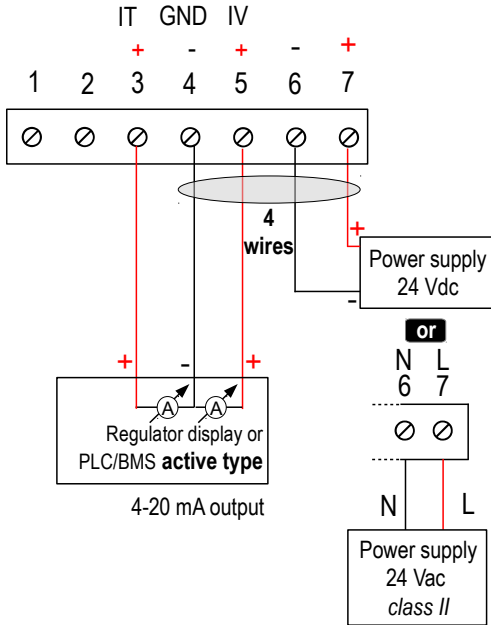 IT GND IV
+ - + - +
1 2 3 4 5 6 7
4
wires
+
Power supply
24 Vdc
-
or
N L
6 7
+ - +
A A
Regulator display or
PLC/BMS active type
4-20 mA output
N L
Power supply
24 Vac
class II